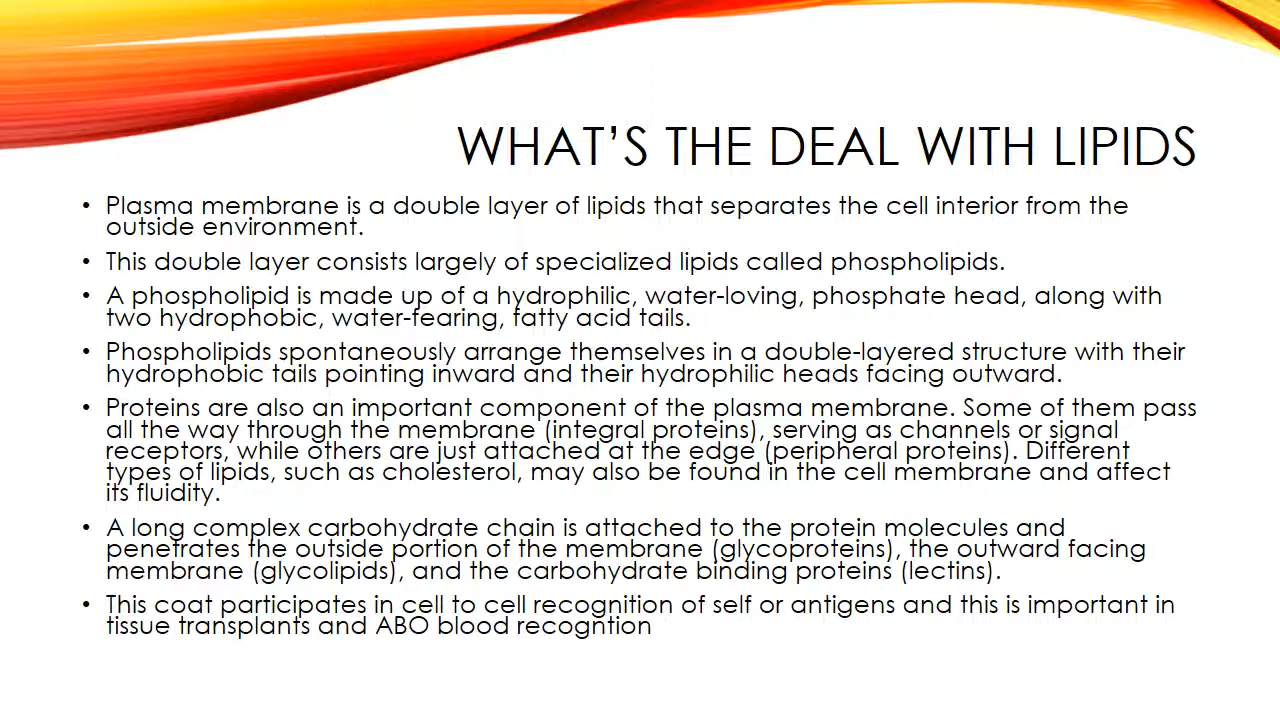 WHAT'S THE DEAL WITH LIPIDS
• Plasma membrane is a double layer of lipids that separates the cell interior from the
outside environment.
• This double layer consists largely of specialized lipids called phospholipids.
• A phospholipid is made up of a hydrophilic, water-loving, phosphate head, along with
two hydrophobic, water-fearing, fatty acid tails.
• Phospholipids spontaneously arrange themselves in a double-layered structure with their
hydrophobic tails pointing inward and their hydrophilic heads facing outward.
• Proteins are also an important component of the plasma membrane. Some of them pass
all the way through the membrane (integral proteins), serving as channels or signal
receptors, while others are just attached at the edge (peripheral proteins). Different
types of lipids, such as cholesterol, may also be found in the cell membrane and affect
its fluidity.
• A long complex carbohydrate chain is attached to the protein molecules and
penetrates the outside portion of the membrane (glycoproteins), the outward facing
membrane (glycolipids), and the carbohydrate binding proteins (lectins).
• This coat participates in cell to cell recognition of self or antigens and this is important in
tissue transplants and ABO blood recogntion